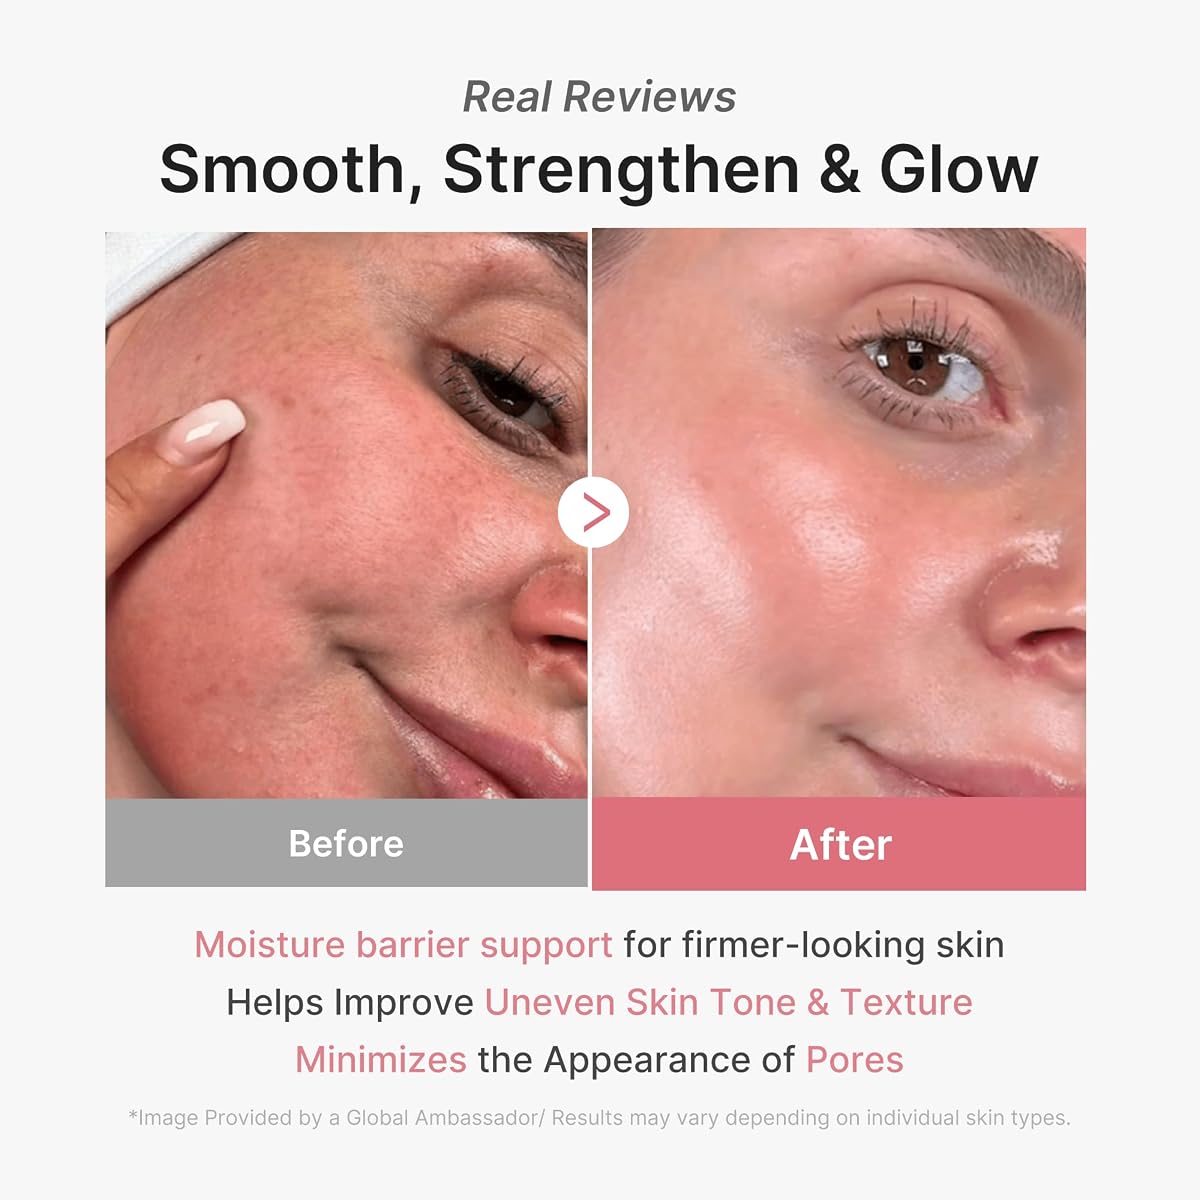 Real Reviews
Smooth, Strengthen & Glow
Before
After
Moisture barrier support for firmer-looking skin
Helps Improve Uneven Skin Tone & Texture
Minimizes the Appearance of Pores
*Image Provided by a Global Ambassador/ Results may vary depending on individual skin types.